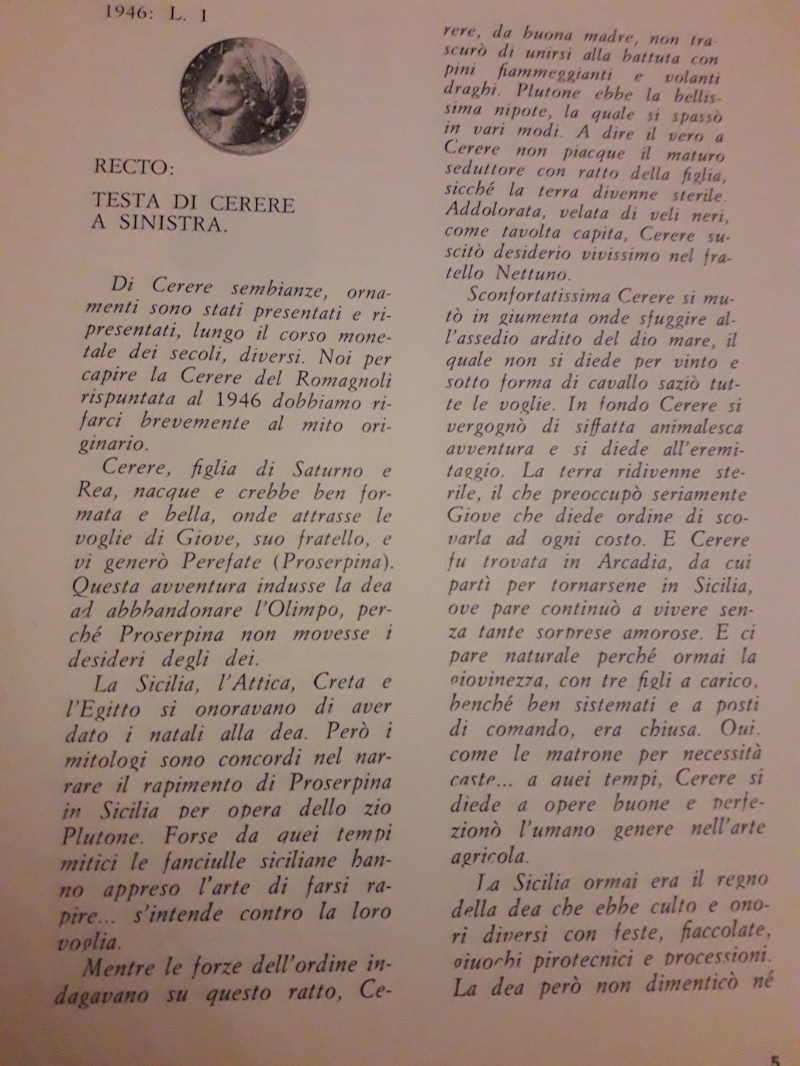 1946: L. 1
RECTO:
TESTA DI CERERE
A SINISTRA.
Di Cerere sembianze, orna-
menti sono stati presentati e ri-
presentati, lungo il corso mone-
tale dei secoli, diversi. Noi per
capire la Cerere del Romagnoli
rispuntata al 1946 dobbiamo ri-
farci brevemente al mito ori-
ginario.
Cerere, figlia di Saturno e
Rea, nacque e crebbe ben for-
mata e bella, onde attrasse le
voglie di Giove, suo fratello, e
vi generò Perefate (Proserpina).
Questa avventura indusse la dea
ad abbbandonare l'Olimpo, per-
ché Proserpina non movesse i
desideri degli dei.
La Sicilia, l'Attica, Creta e
l'Egitto si onoravano di aver
dato i natali alla dea. Però i
mitologi sono concordi nel nar-
rare il rapimento di Proserpina
in Sicilia per opera dello zio
Plutone. Forse da quei tempi
mitici le fanciulle siciliane han-
no appreso l'arte di farsi ra-
pire... s'intende contro la loro
voglia.
Mentre le forze dell'ordine in-
dagavano su questo ratto, Ce-
rere, da buona madre, non tra-
scurò di unirsi alla battuta con
pini fiammeggianti e volanti
draghi. Plutone ebbe la bellis-
sima nipote, la quale si spassò
in vari modi. A dire il vero a
Cerere non piacque il maturo
seduttore con ratto della figlia,
sicché la terra divenne sterile.
Addolorata, velata di veli neri,
come tavolta capita, Cerere su-
scitò desiderio vivissimo nel fra-
tello Nettuno.
Sconfortatissima Cerere si mu-
tò in giumenta onde sfuggire al-
l'assedio ardito del dio mare, il
quale non si diede per vinto e
sotto forma di cavallo saziò tut-
te le voglie. In fondo Cerere si
vergognò di siffatta animalesca
avventura e si diede all'eremi-
taggio. La terra ridivenne ste-
rile, il che preoccupò seriamente
Giove che diede ordine di sco-
varla ad ogni costo. E Cerere
fu trovata in Arcadia, da cui
partì per tornarsene in Sicilia,
ove pare continuò a vivere sen-
za tante sorprese amorose. E ci
pare naturale perché ormai la
giovinezza, con tre figli a carico,
benché ben sistemati e a posti
di comando, era chiusa. Qui,
come le matrone per necessità
caste... a quei tempi, Cerere si
diede a opere buone e perfe-
zionò l'umano genere nell'arte
agricola.
La Sicilia ormai era il regno
della dea che ebbe culto e ono-
ri diversi con feste, fiaccolate,
giuochi pirotecnici e processioni.
La dea però non dimenticò né
5